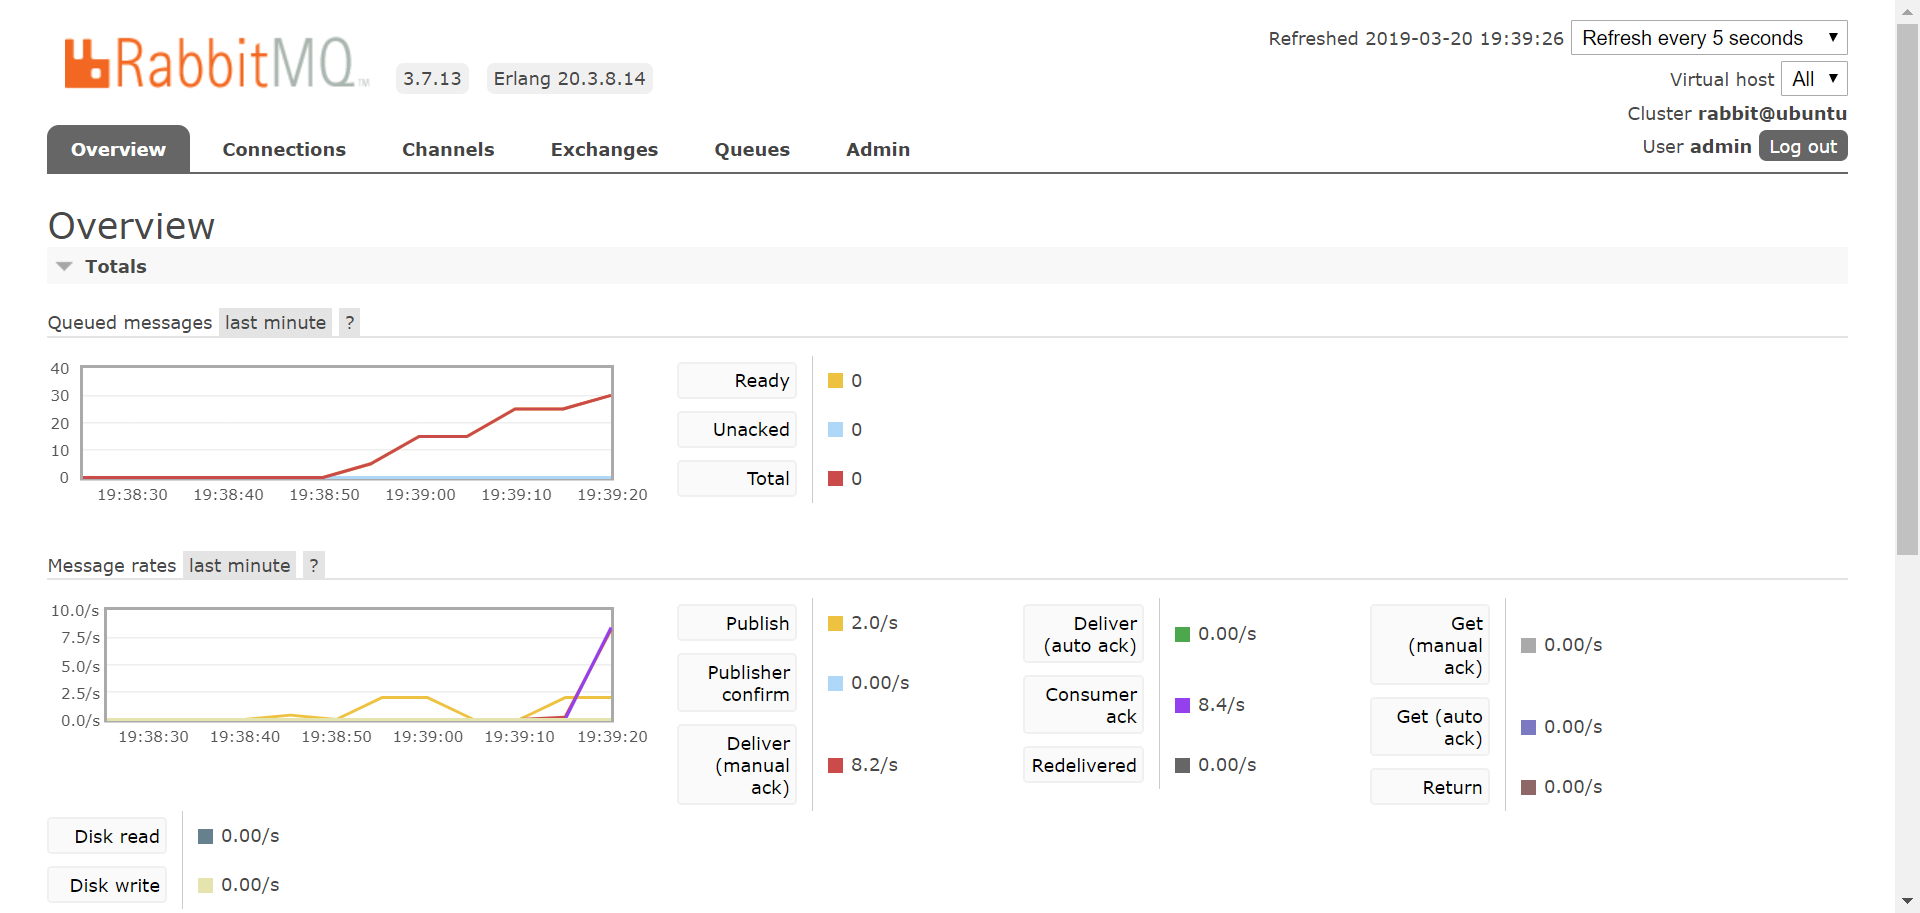 RabbitMQ TM 3.7.13 Erlang 20.3.8.14
Refreshed 2019-03-20 19:39:26 Refresh every 5 seconds
Virtual host All
Cluster rabbit@ubuntu
User admin Log out
Overview Connections Channels Exchanges Queues Admin
Overview
Totals
Queued messages last minute ?
40
30
20
10
0
19:38:30 19:38:40 19:38:50 19:39:00 19:39:10 19:39:20
Ready 0
Unacked 0
Total 0
Message rates last minute ?
10.0/s
7.5/s
5.0/s
2.5/s
0.0/s
19:38:30 19:38:40 19:38:50 19:39:00 19:39:10 19:39:20
Publish 2.0/s
Publisher
confirm 0.00/s
Deliver
(manual
ack) 8.2/s
Deliver
(auto ack) 0.00/s
Consumer
ack 8.4/s
Redelivered 0.00/s
Get
(manual
ack) 0.00/s
Get (auto
ack) 0.00/s
Return 0.00/s
Disk read 0.00/s
Disk write 0.00/s